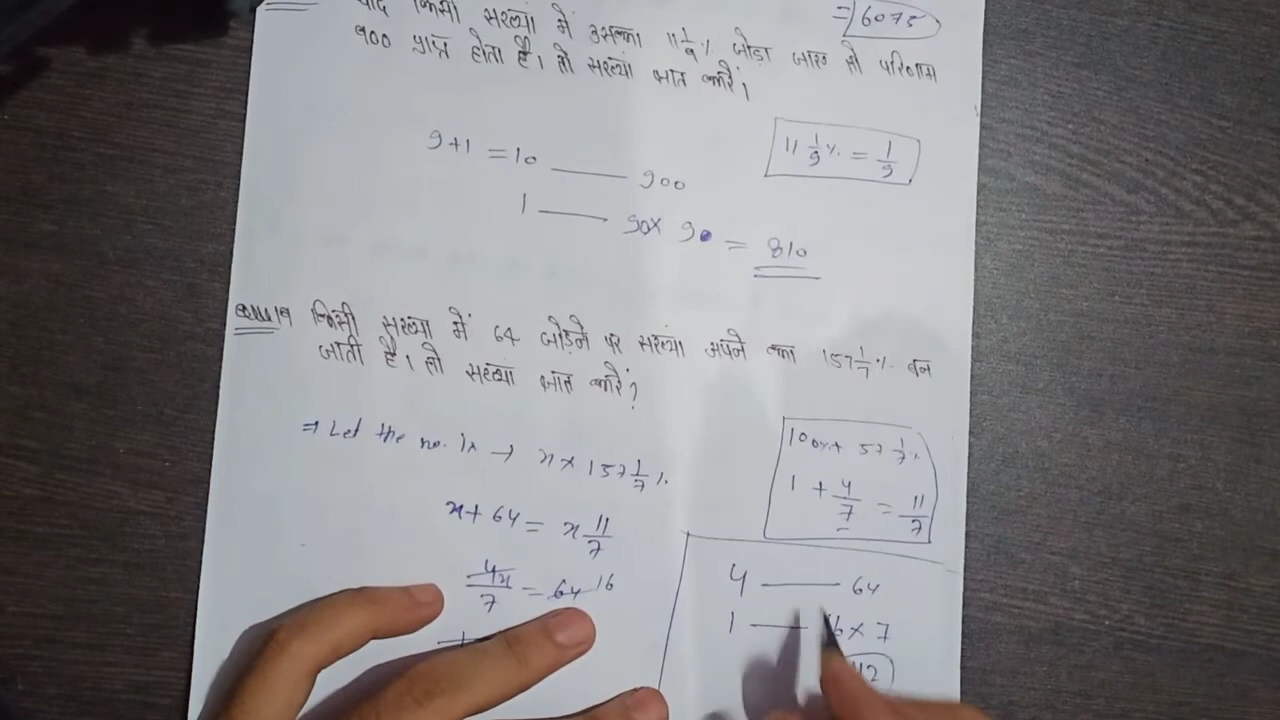 =) 6075
यदि किसी संख्या में उसका 11 1/9 % जोड़ा जाए तो परिणाम
900 प्राप्त होता है। तो संख्या ज्ञात करें।
11 1/9 % = 1/9
9+1 = 10 —— 900
1 —— 90 × 9 = 810
19 किसी संख्या में 64 जोड़ने पर संख्या अपने का 157 1/7 % बन
जाती है। तो संख्या ज्ञात करें?
⇒ Let the no. 1x → x × 157 1/7 %
100% + 57 1/7 %
1 + 4/7 = 11/7
x + 64 = x 11/7
4x/7 = 64 16
4 —— 64
1 —— 16 × 7